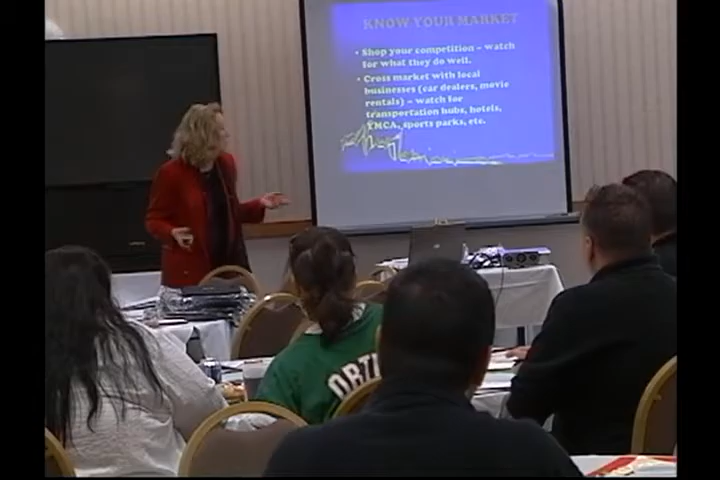 KNOW YOUR MARKET
• Shop your competition – watch
for what they do well.
• Cross market with local
businesses (car dealers, movie
rentals) – watch for
transportation hubs, hotels,
YMCA, sports parks, etc.